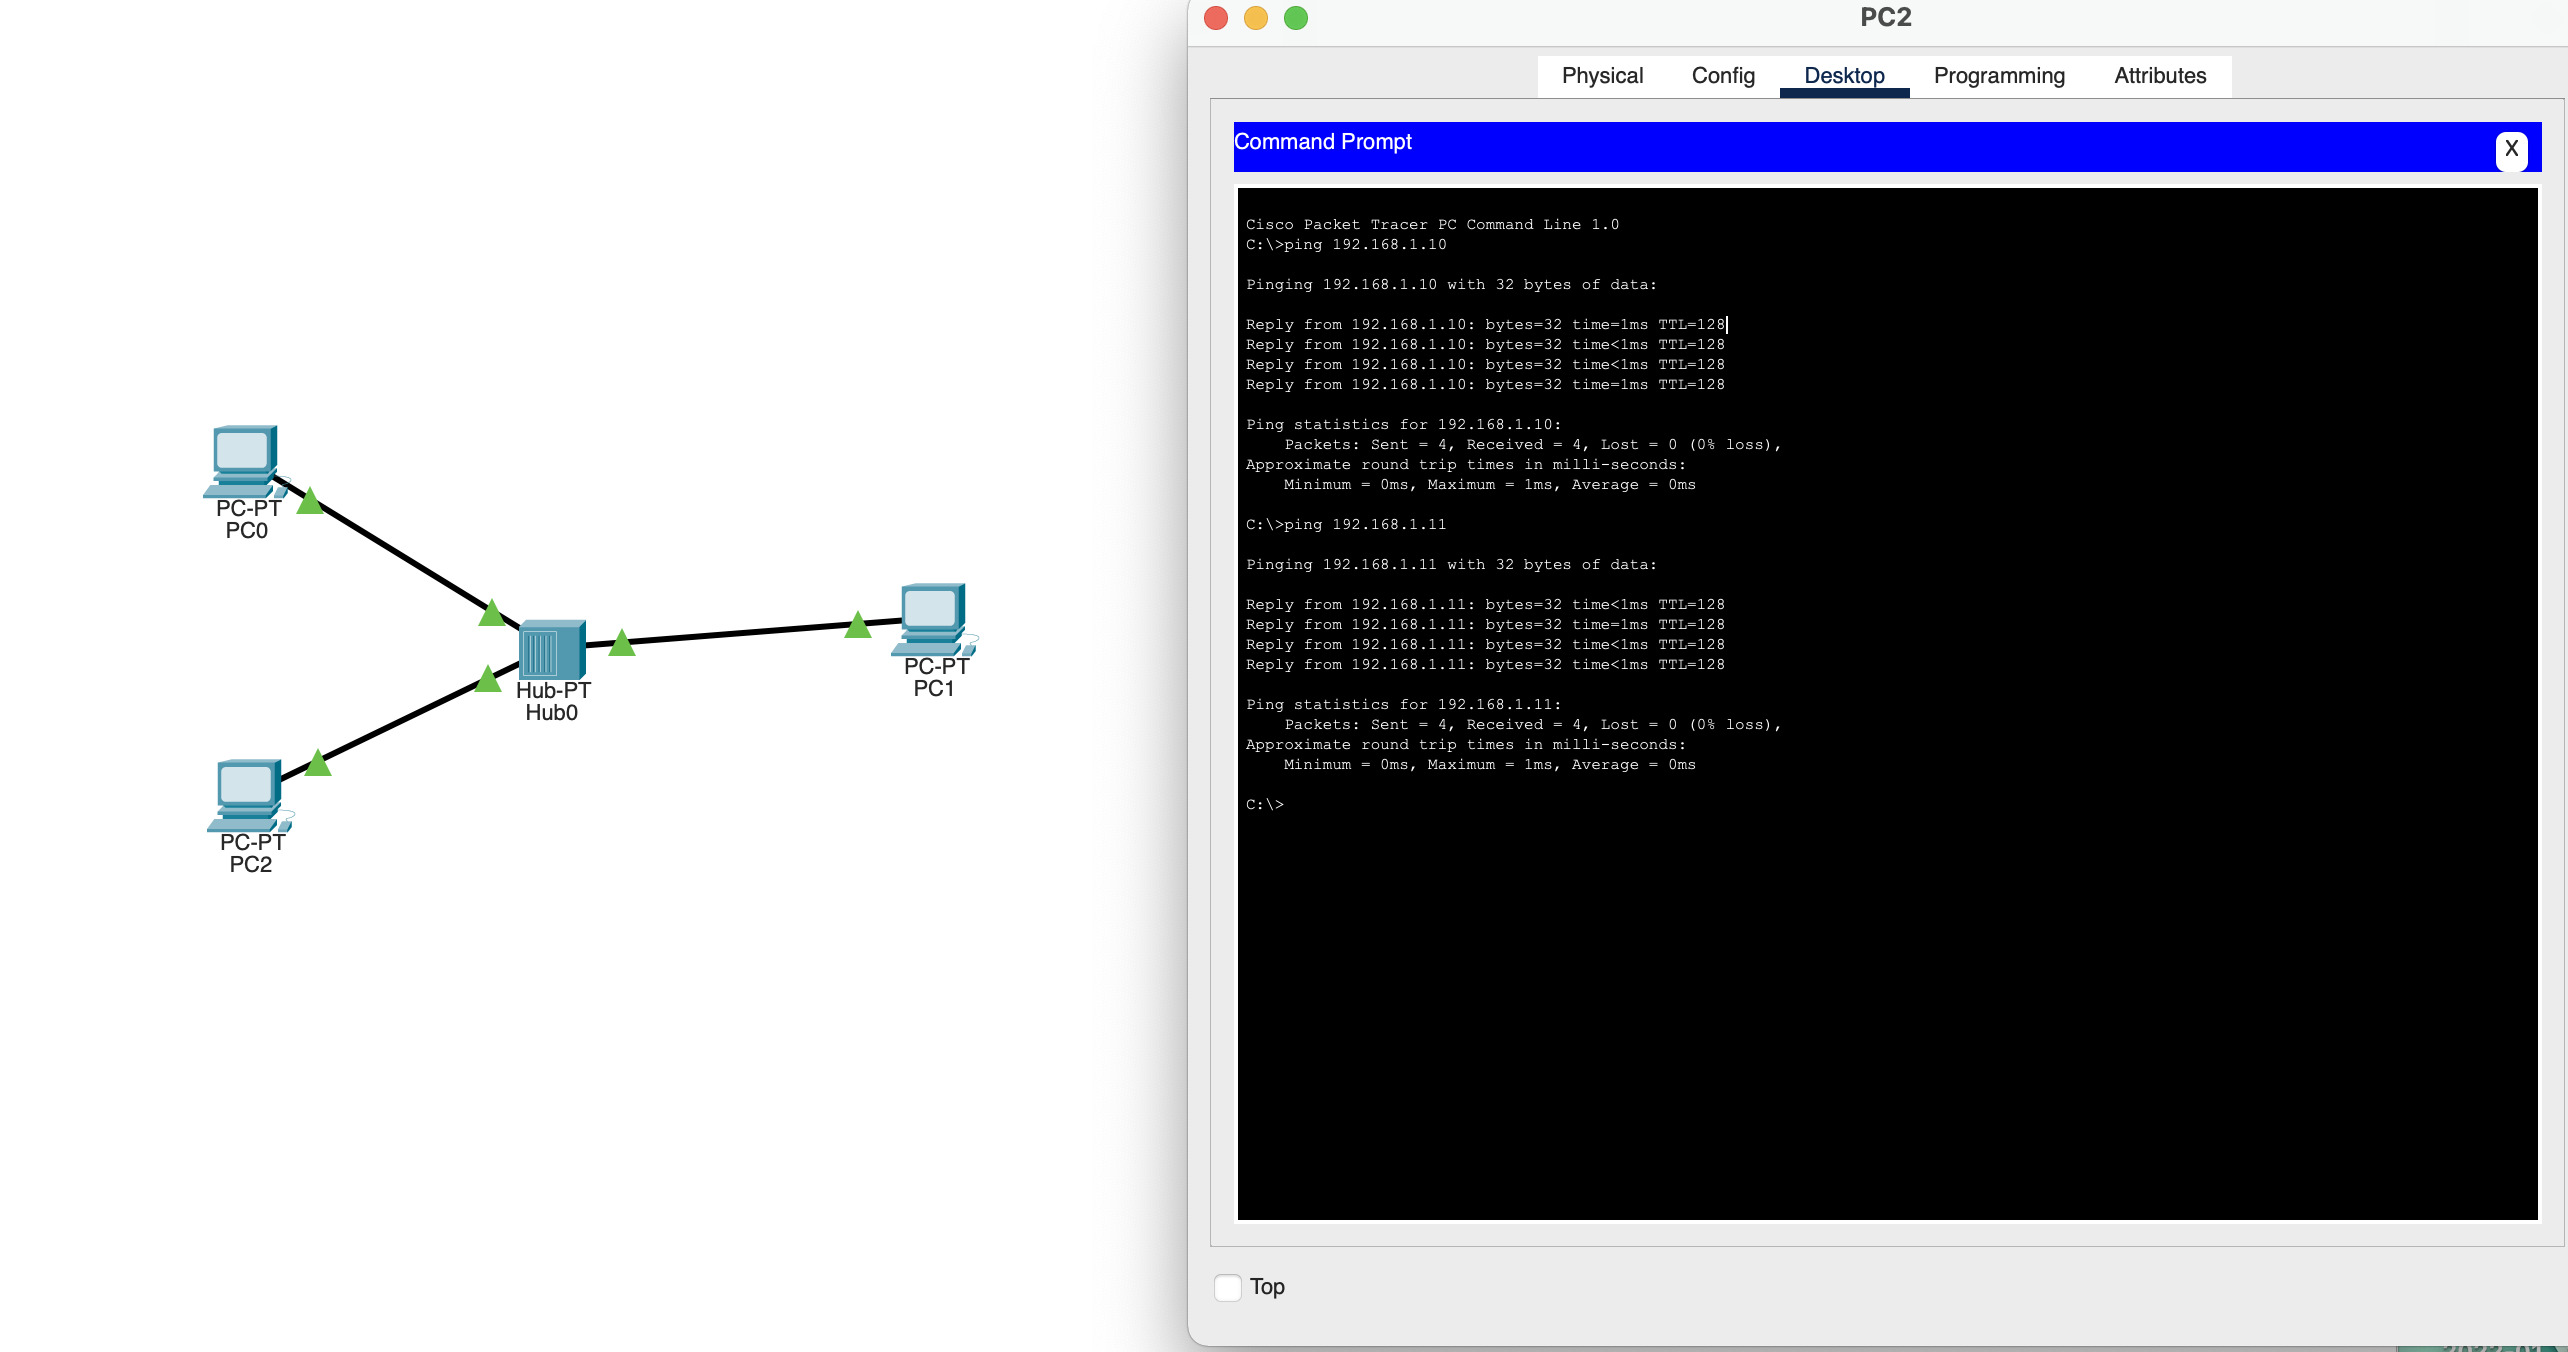 PC-PT
PC0
Hub-PT
Hub0
PC-PT
PC1
PC-PT
PC2
PC2
Physical Config Desktop Programming Attributes
Command Prompt X
Cisco Packet Tracer PC Command Line 1.0
C:\>ping 192.168.1.10
Pinging 192.168.1.10 with 32 bytes of data:
Reply from 192.168.1.10: bytes=32 time=1ms TTL=128
Reply from 192.168.1.10: bytes=32 time<1ms TTL=128
Reply from 192.168.1.10: bytes=32 time<1ms TTL=128
Reply from 192.168.1.10: bytes=32 time=1ms TTL=128
Ping statistics for 192.168.1.10:
Packets: Sent = 4, Received = 4, Lost = 0 (0% loss),
Approximate round trip times in milli-seconds:
Minimum = 0ms, Maximum = 1ms, Average = 0ms
C:\>ping 192.168.1.11
Pinging 192.168.1.11 with 32 bytes of data:
Reply from 192.168.1.11: bytes=32 time<1ms TTL=128
Reply from 192.168.1.11: bytes=32 time=1ms TTL=128
Reply from 192.168.1.11: bytes=32 time<1ms TTL=128
Reply from 192.168.1.11: bytes=32 time<1ms TTL=128
Ping statistics for 192.168.1.11:
Packets: Sent = 4, Received = 4, Lost = 0 (0% loss),
Approximate round trip times in milli-seconds:
Minimum = 0ms, Maximum = 1ms, Average = 0ms
C:\>
Top